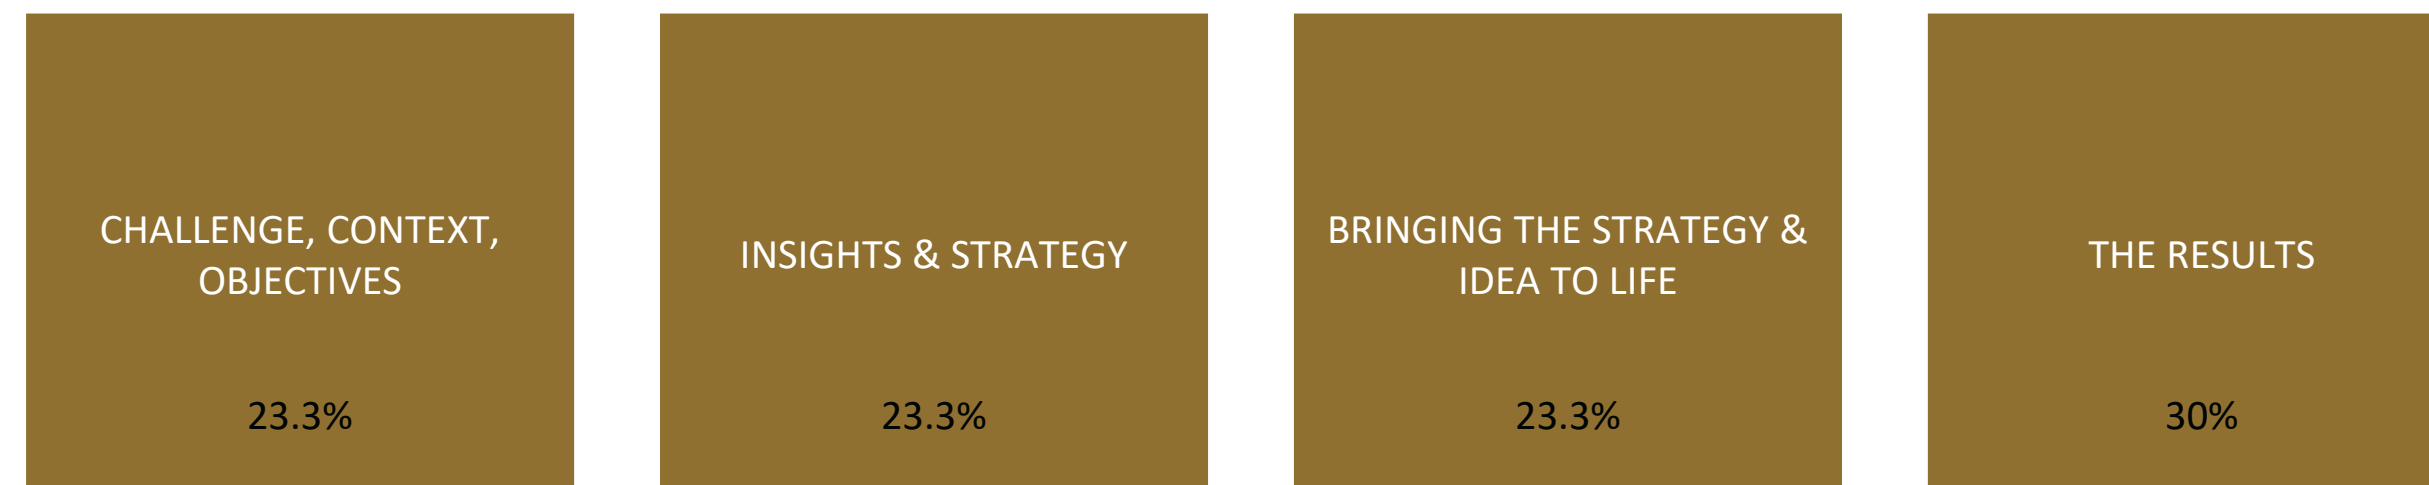 CHALLENGE, CONTEXT,
OBJECTIVES
23.3%
INSIGHTS & STRATEGY
23.3%
BRINGING THE STRATEGY &
IDEA TO LIFE
23.3%
THE RESULTS
30%